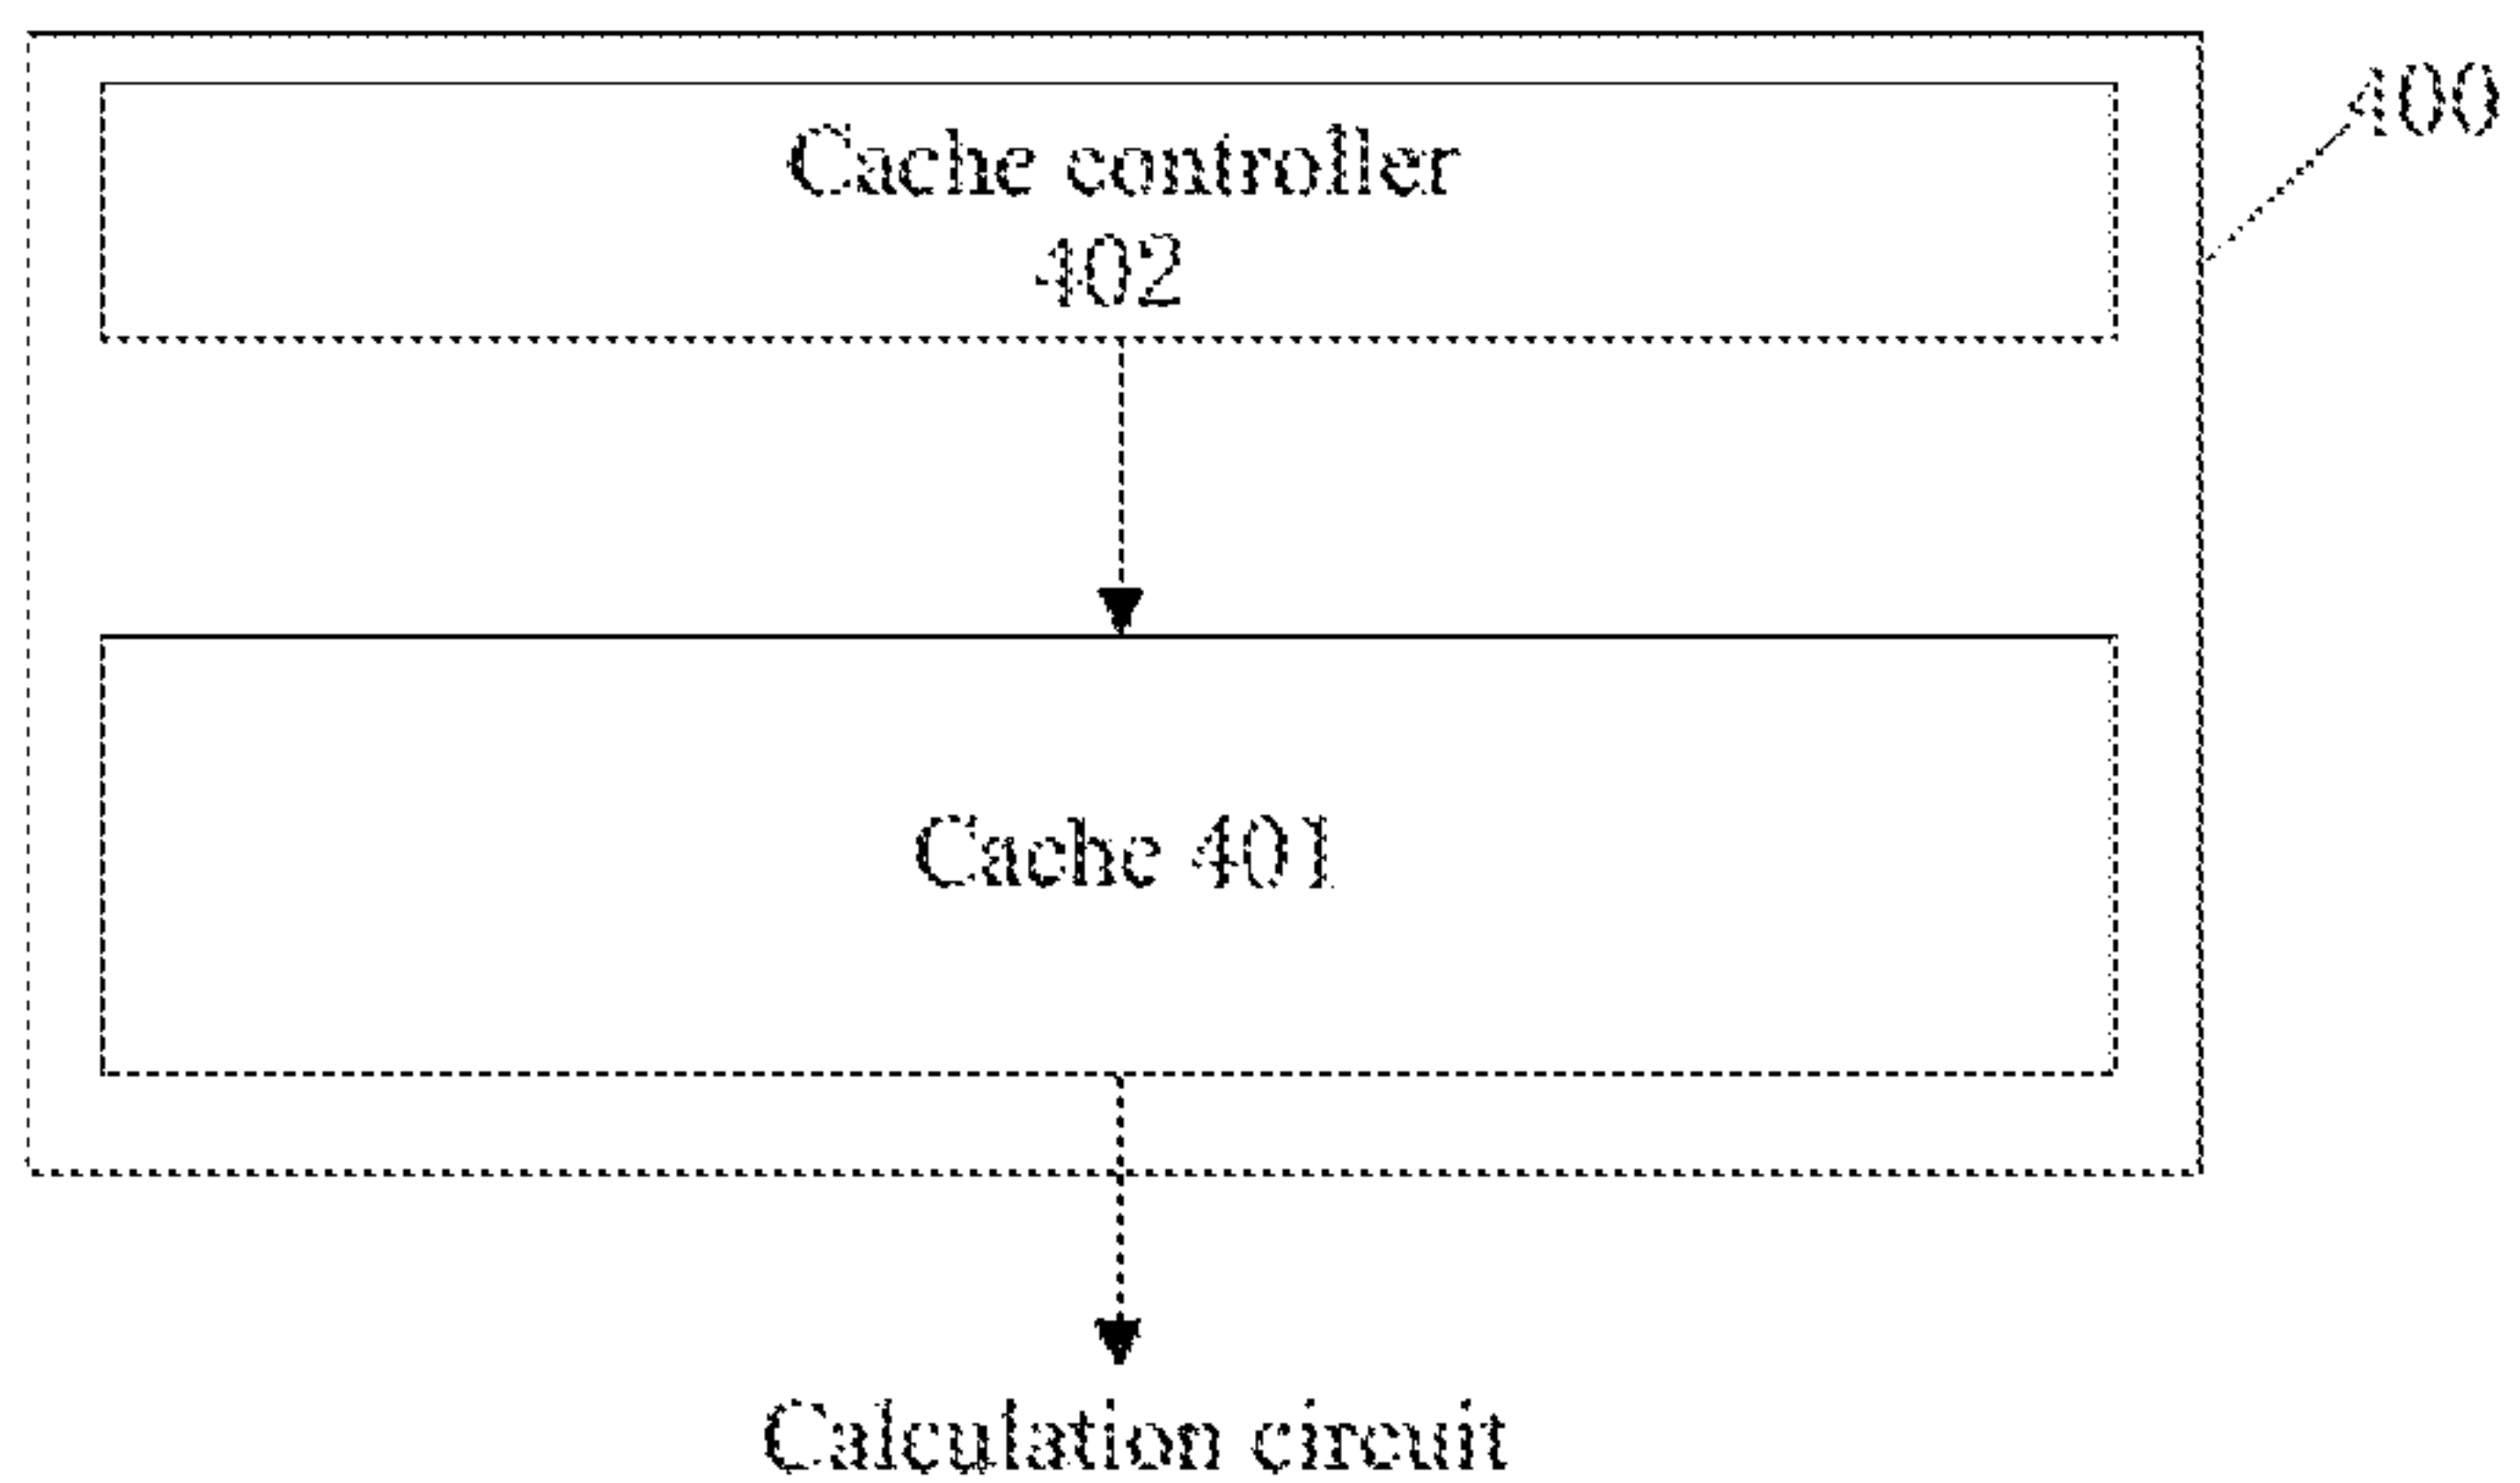 400
Cache controller
402
Cache 401
Calculation circuit